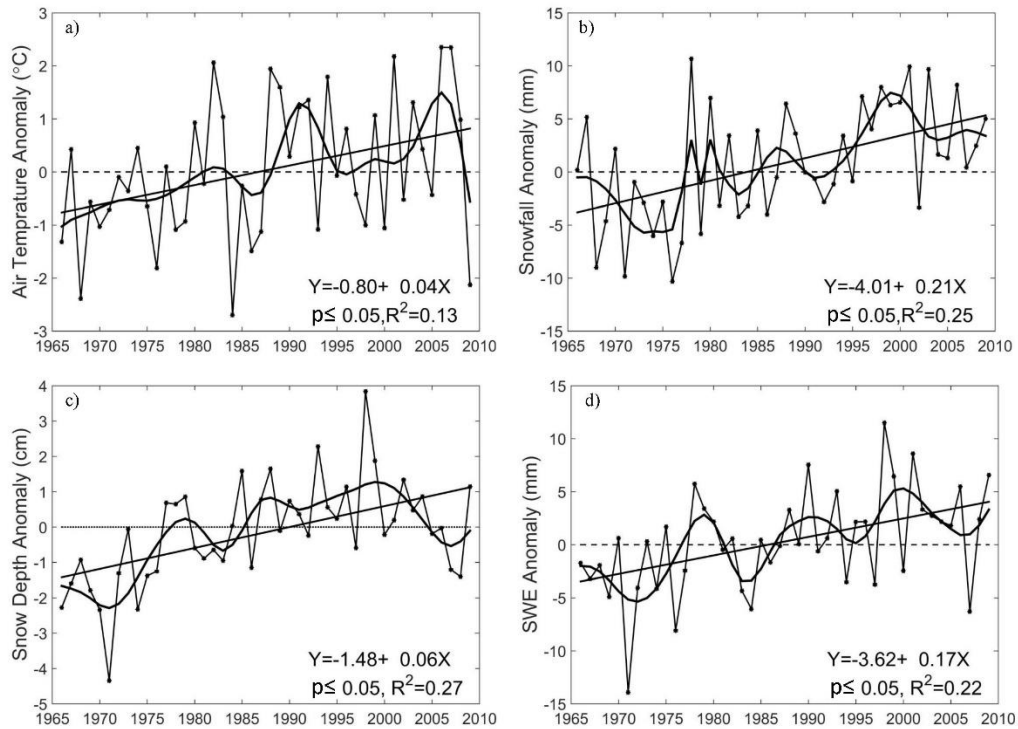 a)
Air Temprature Anomaly (°C)
3
2
1
0
-1
-2
-3
1965 1970 1975 1980 1985 1990 1995 2000 2005 2010
Y=-0.80+ 0.04X
p≤ 0.05,R²=0.13
b)
Snowfall Anomaly (mm)
15
10
5
0
-5
-10
-15
1965 1970 1975 1980 1985 1990 1995 2000 2005 2010
Y=-4.01+ 0.21X
p≤ 0.05,R²=0.25
c)
Snow Depth Anomaly (cm)
4
3
2
1
0
-1
-2
-3
-4
-5
1965 1970 1975 1980 1985 1990 1995 2000 2005 2010
Y=-1.48+ 0.06X
p≤ 0.05, R²=0.27
d)
SWE Anomaly (mm)
15
10
5
0
-5
-10
-15
1965 1970 1975 1980 1985 1990 1995 2000 2005 2010
Y=-3.62+ 0.17X
p≤ 0.05, R²=0.22